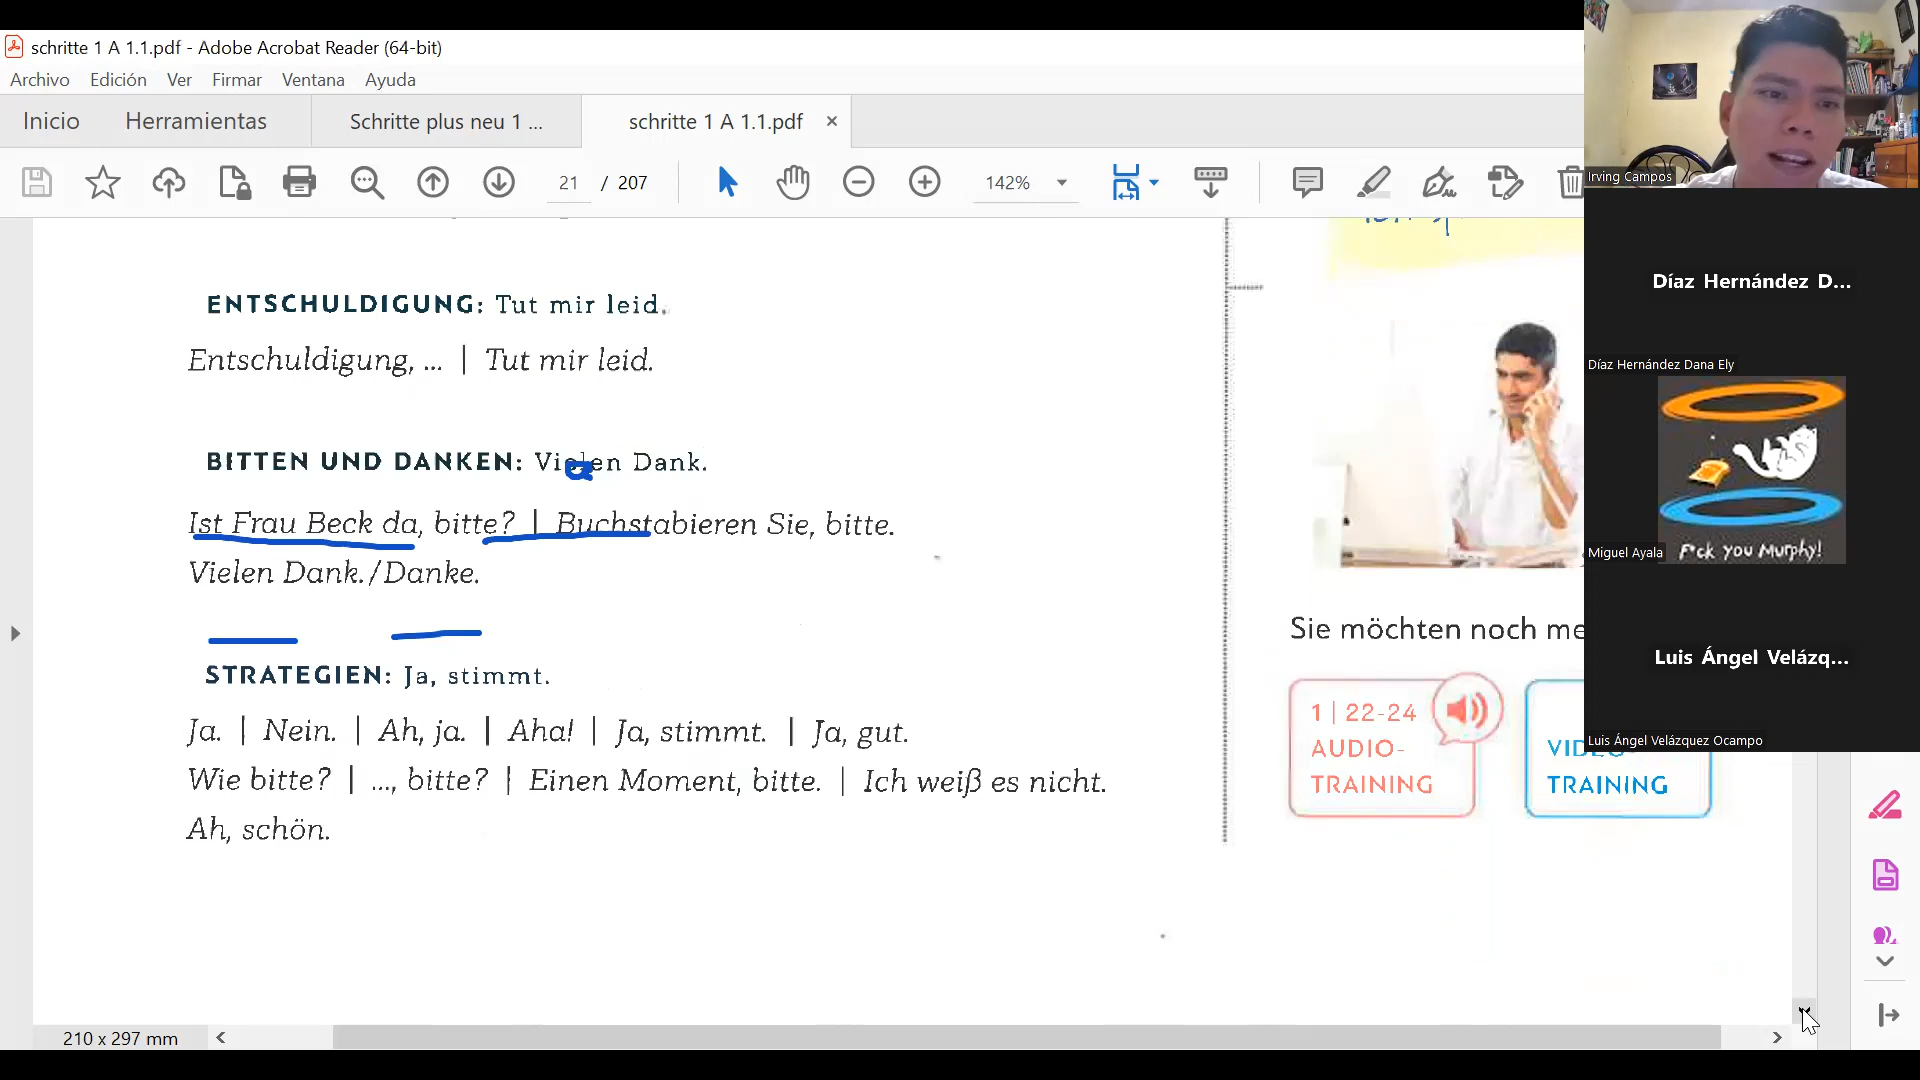 schritte 1 A 1.1.pdf - Adobe Acrobat Reader (64-bit)
Archivo Edición Ver Firmar Ventana Ayuda
Inicio Herramientas Schritte plus neu 1 ... schritte 1 A 1.1.pdf ×
21 / 207 142%
ENTSCHULDIGUNG: Tut mir leid.
Entschuldigung, ... | Tut mir leid.
BITTEN UND DANKEN: Vielen Dank.
Ist Frau Beck da, bitte? | Buchstabieren Sie, bitte.
Vielen Dank./Danke.
STRATEGIEN: Ja, stimmt.
Ja. | Nein. | Ah, ja. | Aha! | Ja, stimmt. | Ja, gut.
Wie bitte? | ..., bitte? | Einen Moment, bitte. | Ich weiß es nicht.
Ah, schön.
Sie möchten noch me
1 | 22-24
AUDIO-
TRAINING
VIDEO-
TRAINING
210 x 297 mm
Irving Campos
Díaz Hernández D...
Díaz Hernández Dana Ely
F*ck you Murphy!
Miguel Ayala
Luis Ángel Velázq...
Luis Ángel Velázquez Ocampo